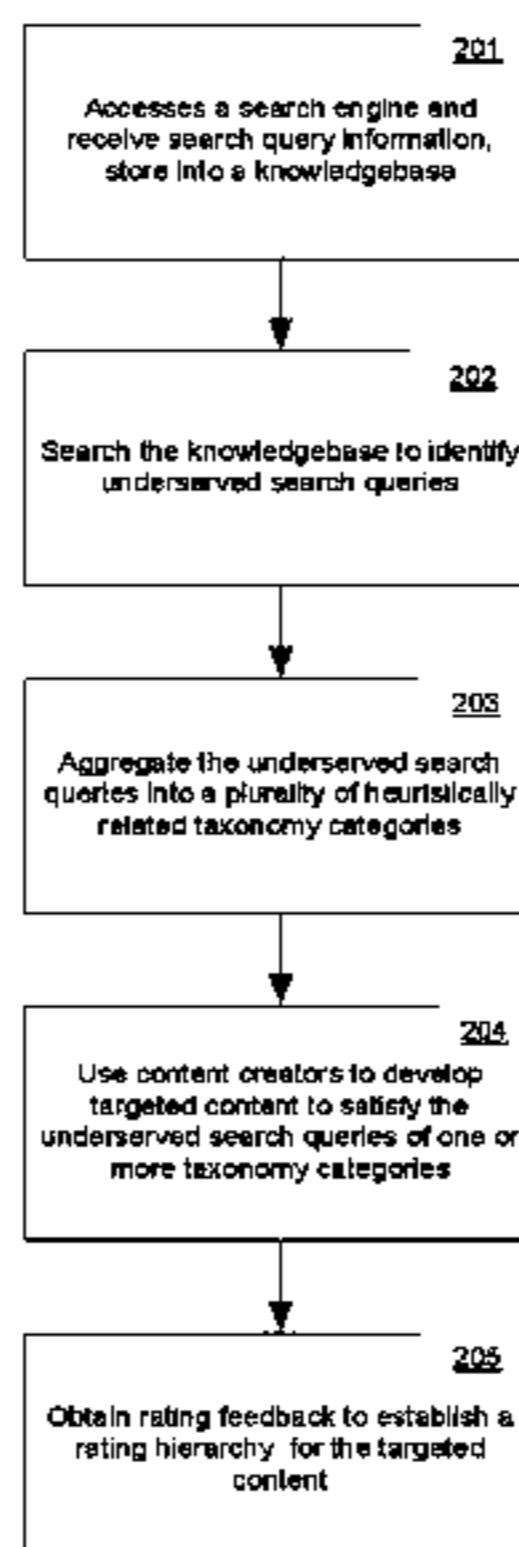 201
Accesses a search engine and
receive search query information,
store into a knowledgebase
202
Search the knowledgebase to identify
underserved search queries
203
Aggregate the underserved search
queries into a plurality of heuristically
related taxonomy categories
204
Use content creators to develop
targeted content to satisfy the
underserved search queries of one or
more taxonomy categories
205
Obtain rating feedback to establish a
rating hierarchy for the targeted
content